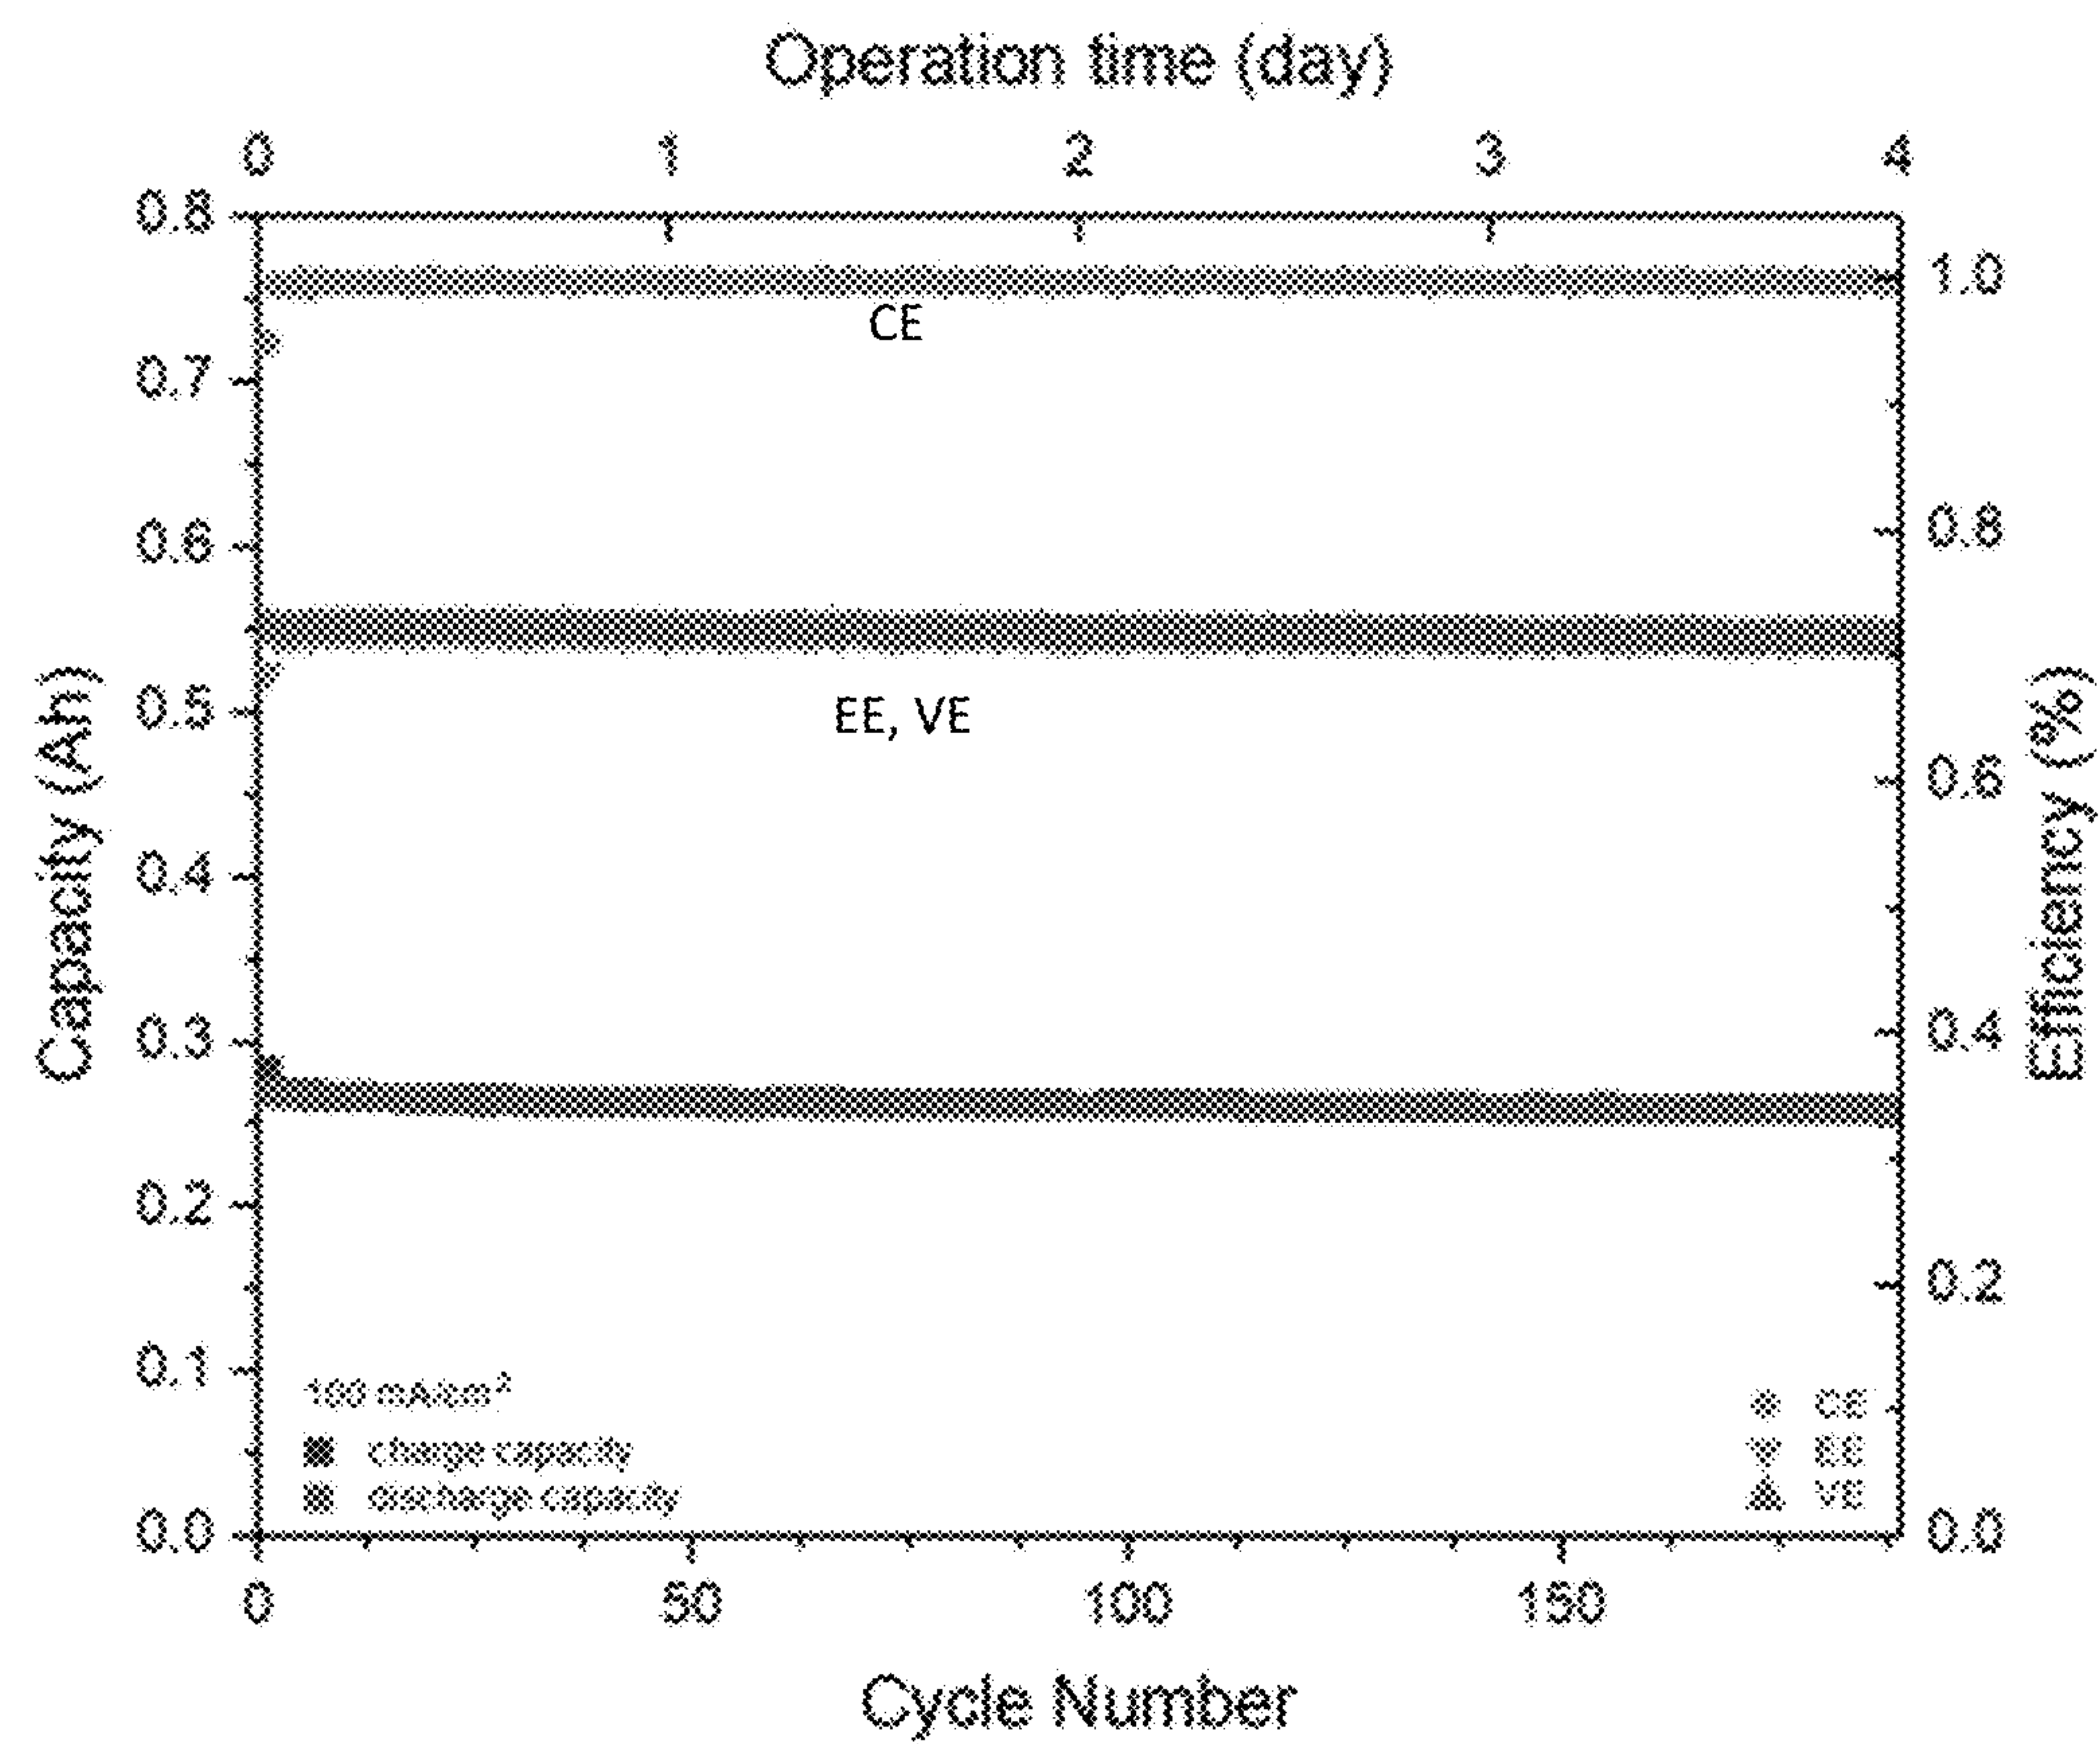 Operation time (day)
0 1 2 3 4
0.8
1.0
CE
0.7
0.6
0.8
0.5
EE, VE
0.6
Capacity (Ah)
Efficiency (%)
0.4
0.3
0.4
0.2
0.2
0.1
100 mA/cm²
charge capacity
discharge capacity
CE
EE
VE
0.0
0.0
0 50 100 150
Cycle Number